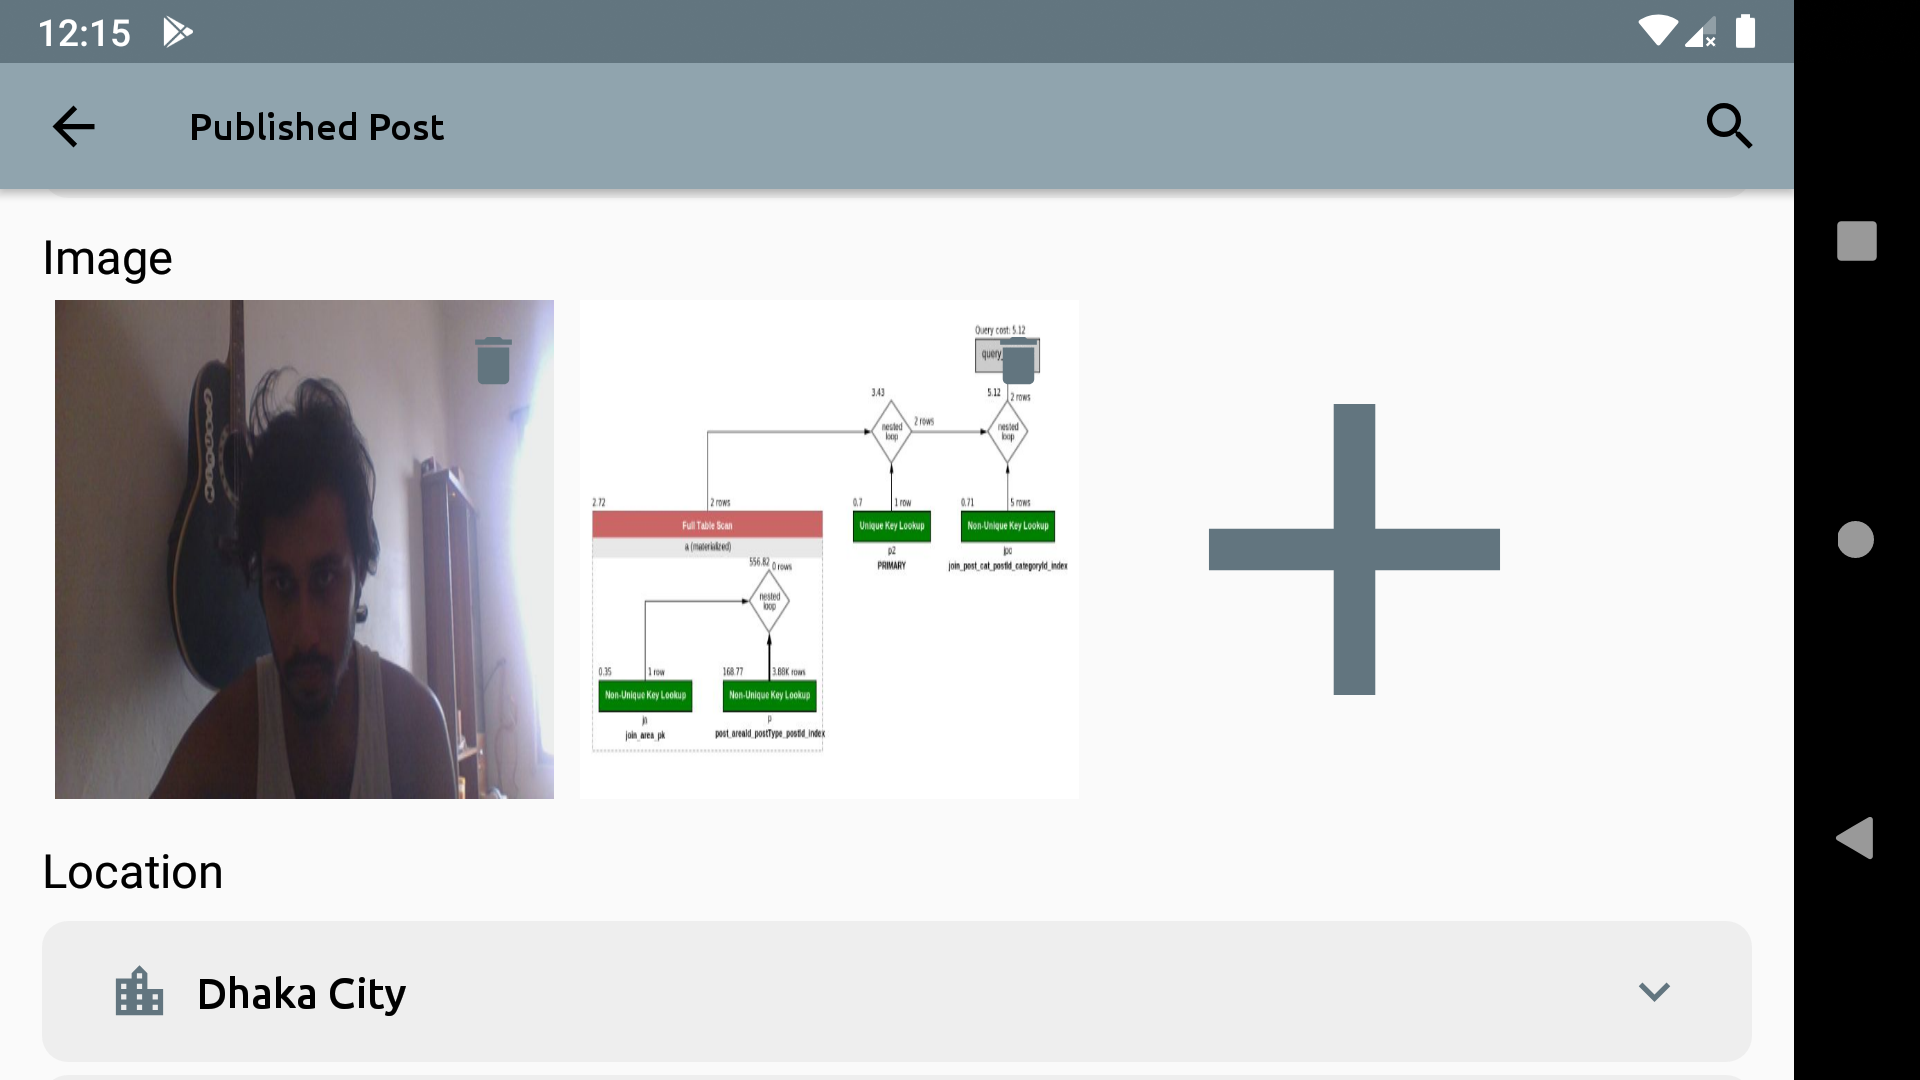 12:15
Published Post
Image
Query cost: 5.12
query_
3.43
5.12
2 rows
nested
loop
2 rows
nested
loop
2.72
2 rows
0.7
1 row
0.71
5 rows
Full Table Scan
Unique Key Lookup
Non-Unique Key Lookup
a (materialized)
p2
jpc
PRIMARY
join_post_cat_postId_categoryId_index
556.82
0 rows
nested
loop
0.35
1 row
168.77
3.88K rows
Non-Unique Key Lookup
Non-Unique Key Lookup
p
join_area_pk
post_areaId_postType_postId_index
Location
Dhaka City